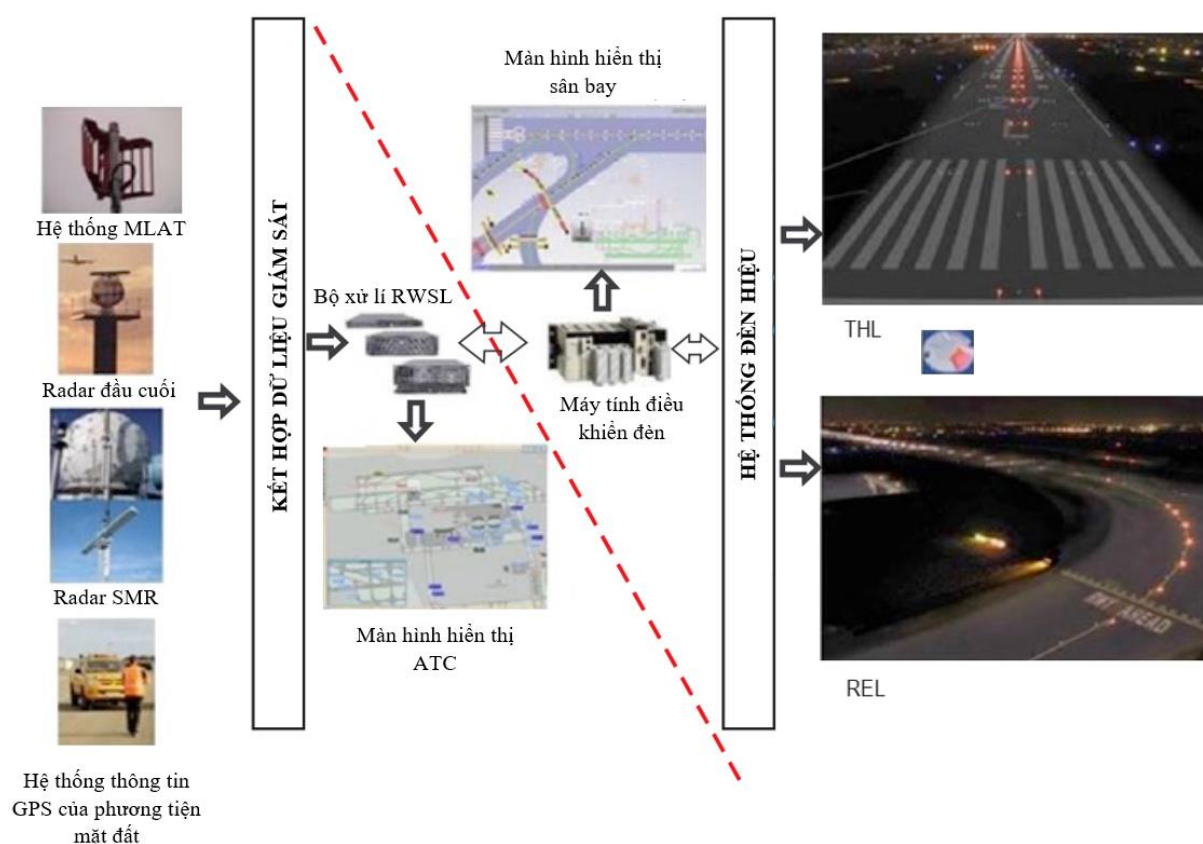 Hệ thống MLAT
Radar đầu cuối
Radar SMR
Hệ thống thông tin
GPS của phương tiện
mặt đất
KẾT HỢP DỮ LIỆU GIÁM SÁT
Bộ xử lí RWSL
Màn hình hiển thị
ATC
Màn hình hiển thị
sân bay
Máy tính điều
khiển đèn
HỆ THỐNG ĐÈN HIỆU
THL
RWY AHEAD
REL